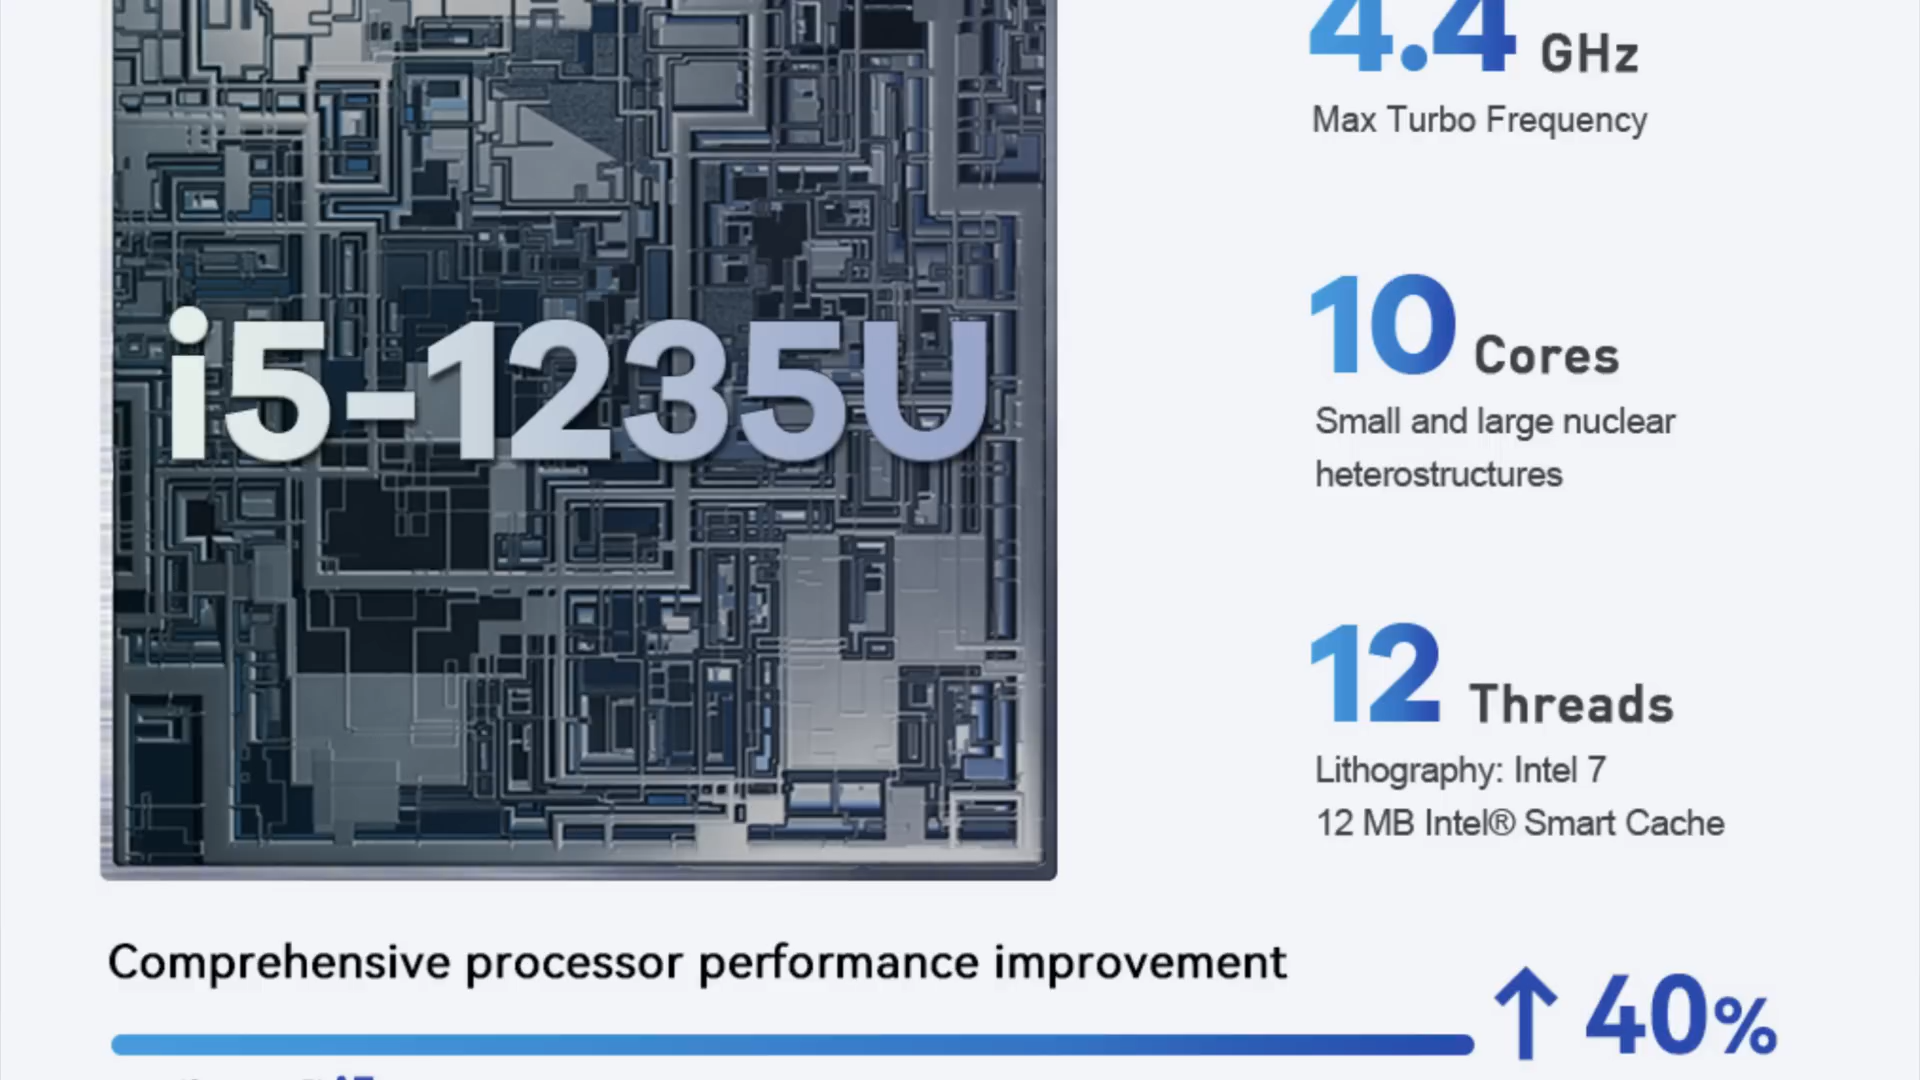 4.4 GHz
Max Turbo Frequency
i5-1235U
10 Cores
Small and large nuclear
heterostructures
12 Threads
Lithography: Intel 7
12 MB Intel® Smart Cache
Comprehensive processor performance improvement
↑ 40%